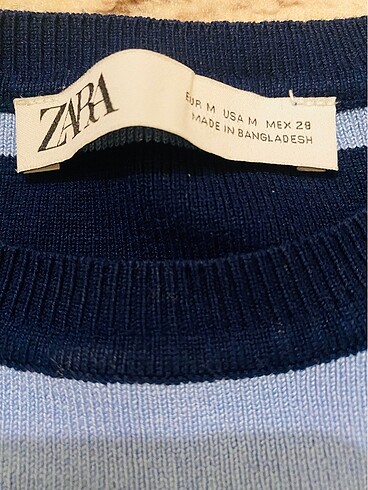 ZARA
EUR M USA M MEX 28
MADE IN BANGLADESH